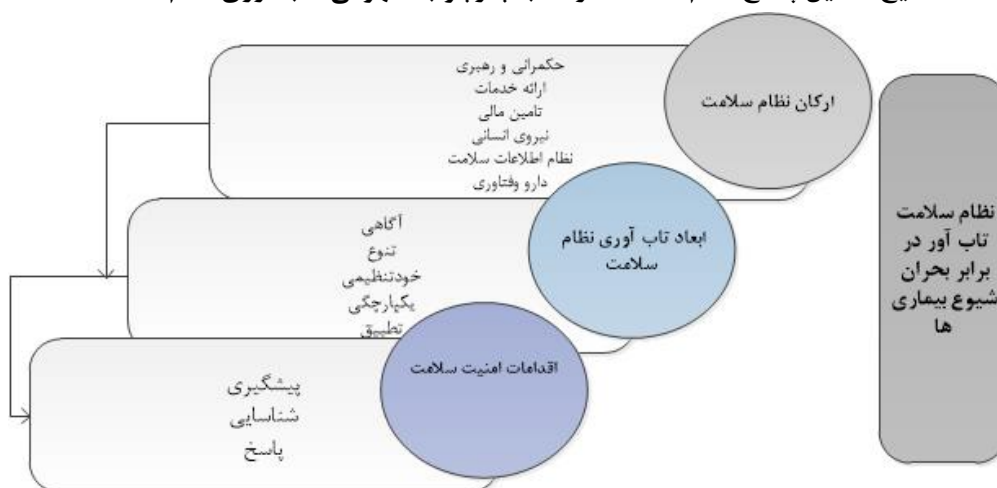 ارکان نظام سلامت
حکمرانی و رهبری
ارائه خدمات
تامین مالی
نیروی انسانی
نظام اطلاعات سلامت
دارو وفناوری
ابعاد تاب آوری نظام
سلامت
آگاهی
تنوع
خودتنظیمی
یکپارچگی
تطبیق
اقدامات امنیت سلامت
پیشگیری
شناسایی
پاسخ
نظام سلامت
تاب آور در
برابر بحران
شیوع بیماری
ها